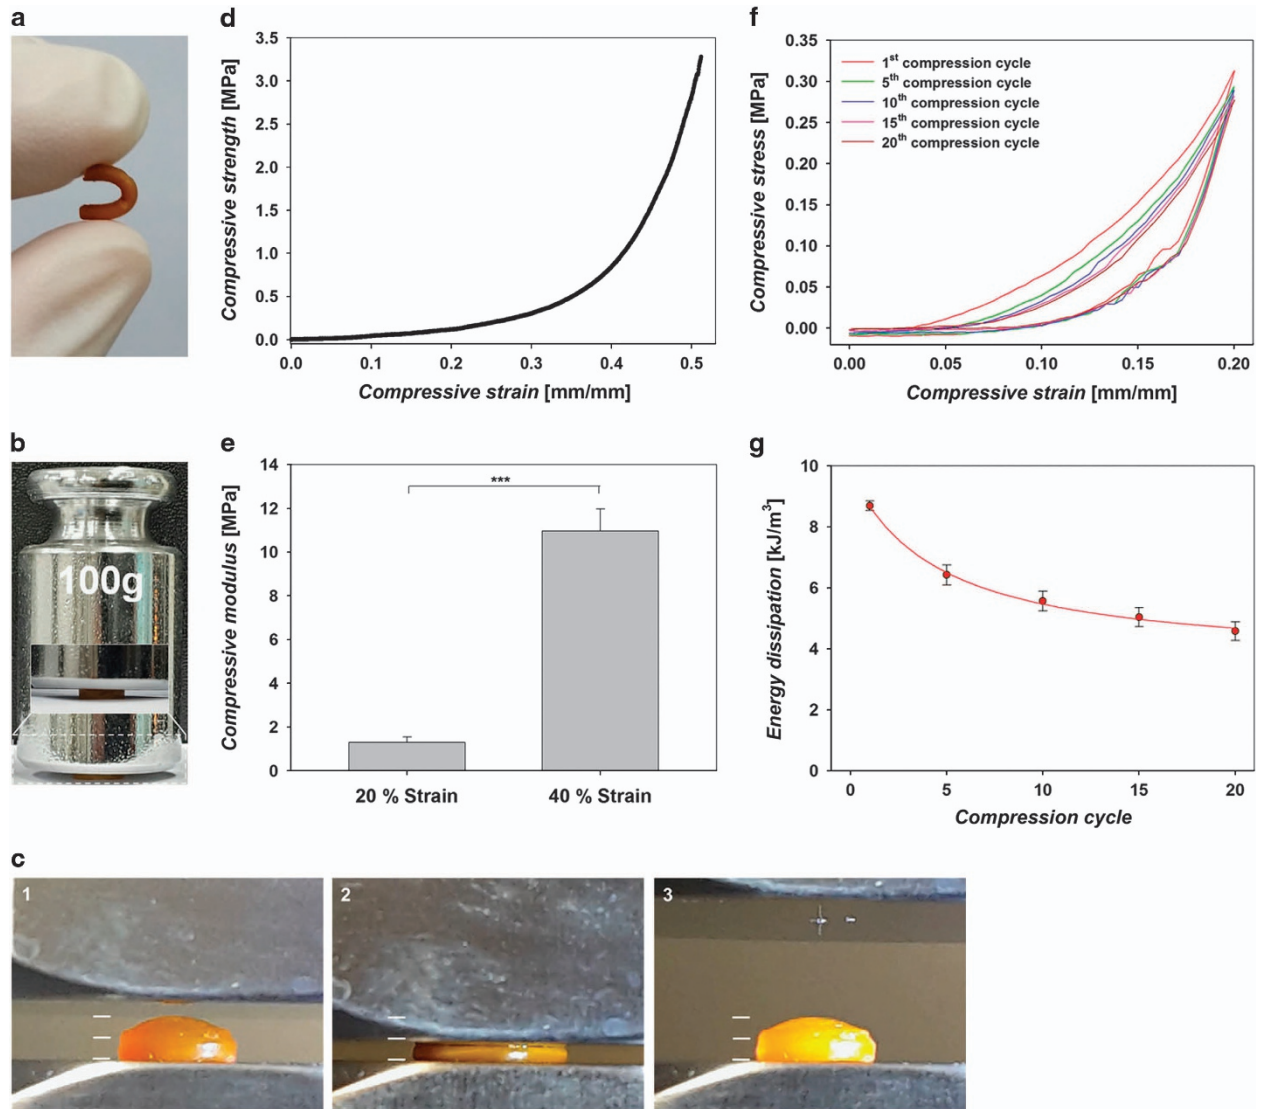 a
b
100g
c
1
2
3
d
Compressive strength [MPa]
3.5
3.0
2.5
2.0
1.5
1.0
0.5
0.0
0.0 0.1 0.2 0.3 0.4 0.5
Compressive strain [mm/mm]
e
Compressive modulus [MPa]
14
12
10
8
6
4
2
0
***
20 % Strain 40 % Strain
f
Compressive stress [MPa]
0.35
0.30
0.25
0.20
0.15
0.10
0.05
0.00
1st compression cycle
5th compression cycle
10th compression cycle
15th compression cycle
20th compression cycle
0.00 0.05 0.10 0.15 0.20
Compressive strain [mm/mm]
g
Energy dissipation [kJ/m3]
10
8
6
4
2
0
0 5 10 15 20
Compression cycle